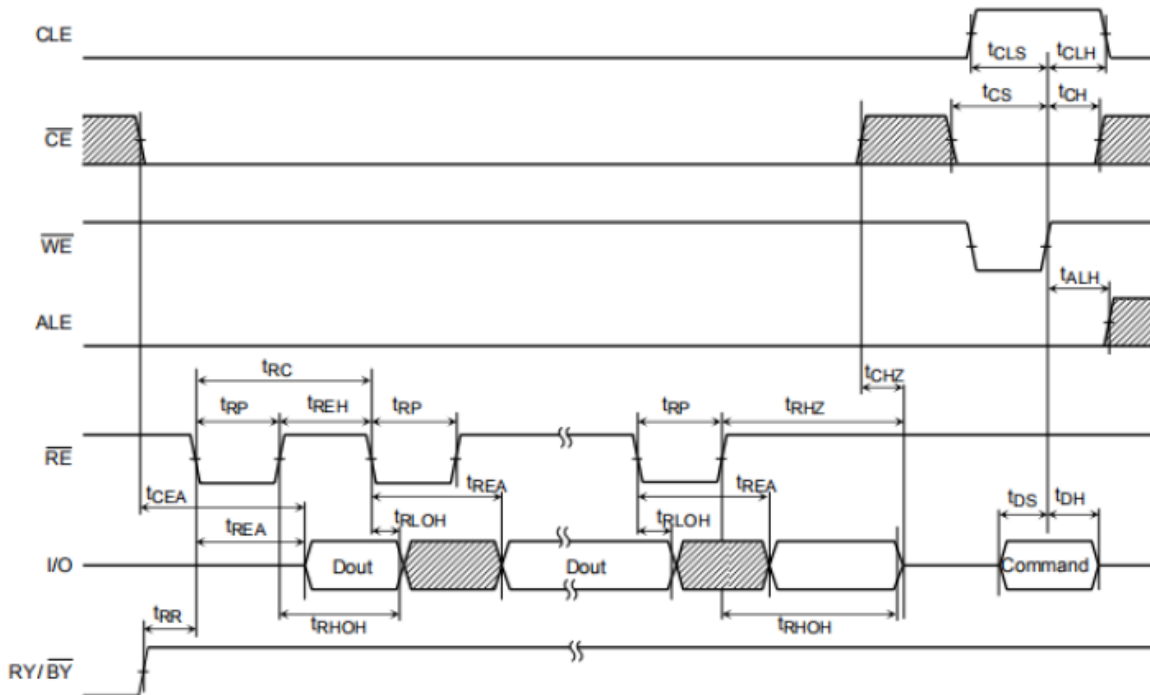 CLE
tCLS
tCLH
tCS
tCH
CE
WE
tALH
ALE
tRC
tCHZ
tRP
tREH
tRP
tRP
tRHZ
RE
tCEA
tREA
tREA
tREA
tRLOH
tRLOH
tDS
tDH
I/O
Dout
Dout
Command
tRR
tRHOH
tRHOH
RY/BY